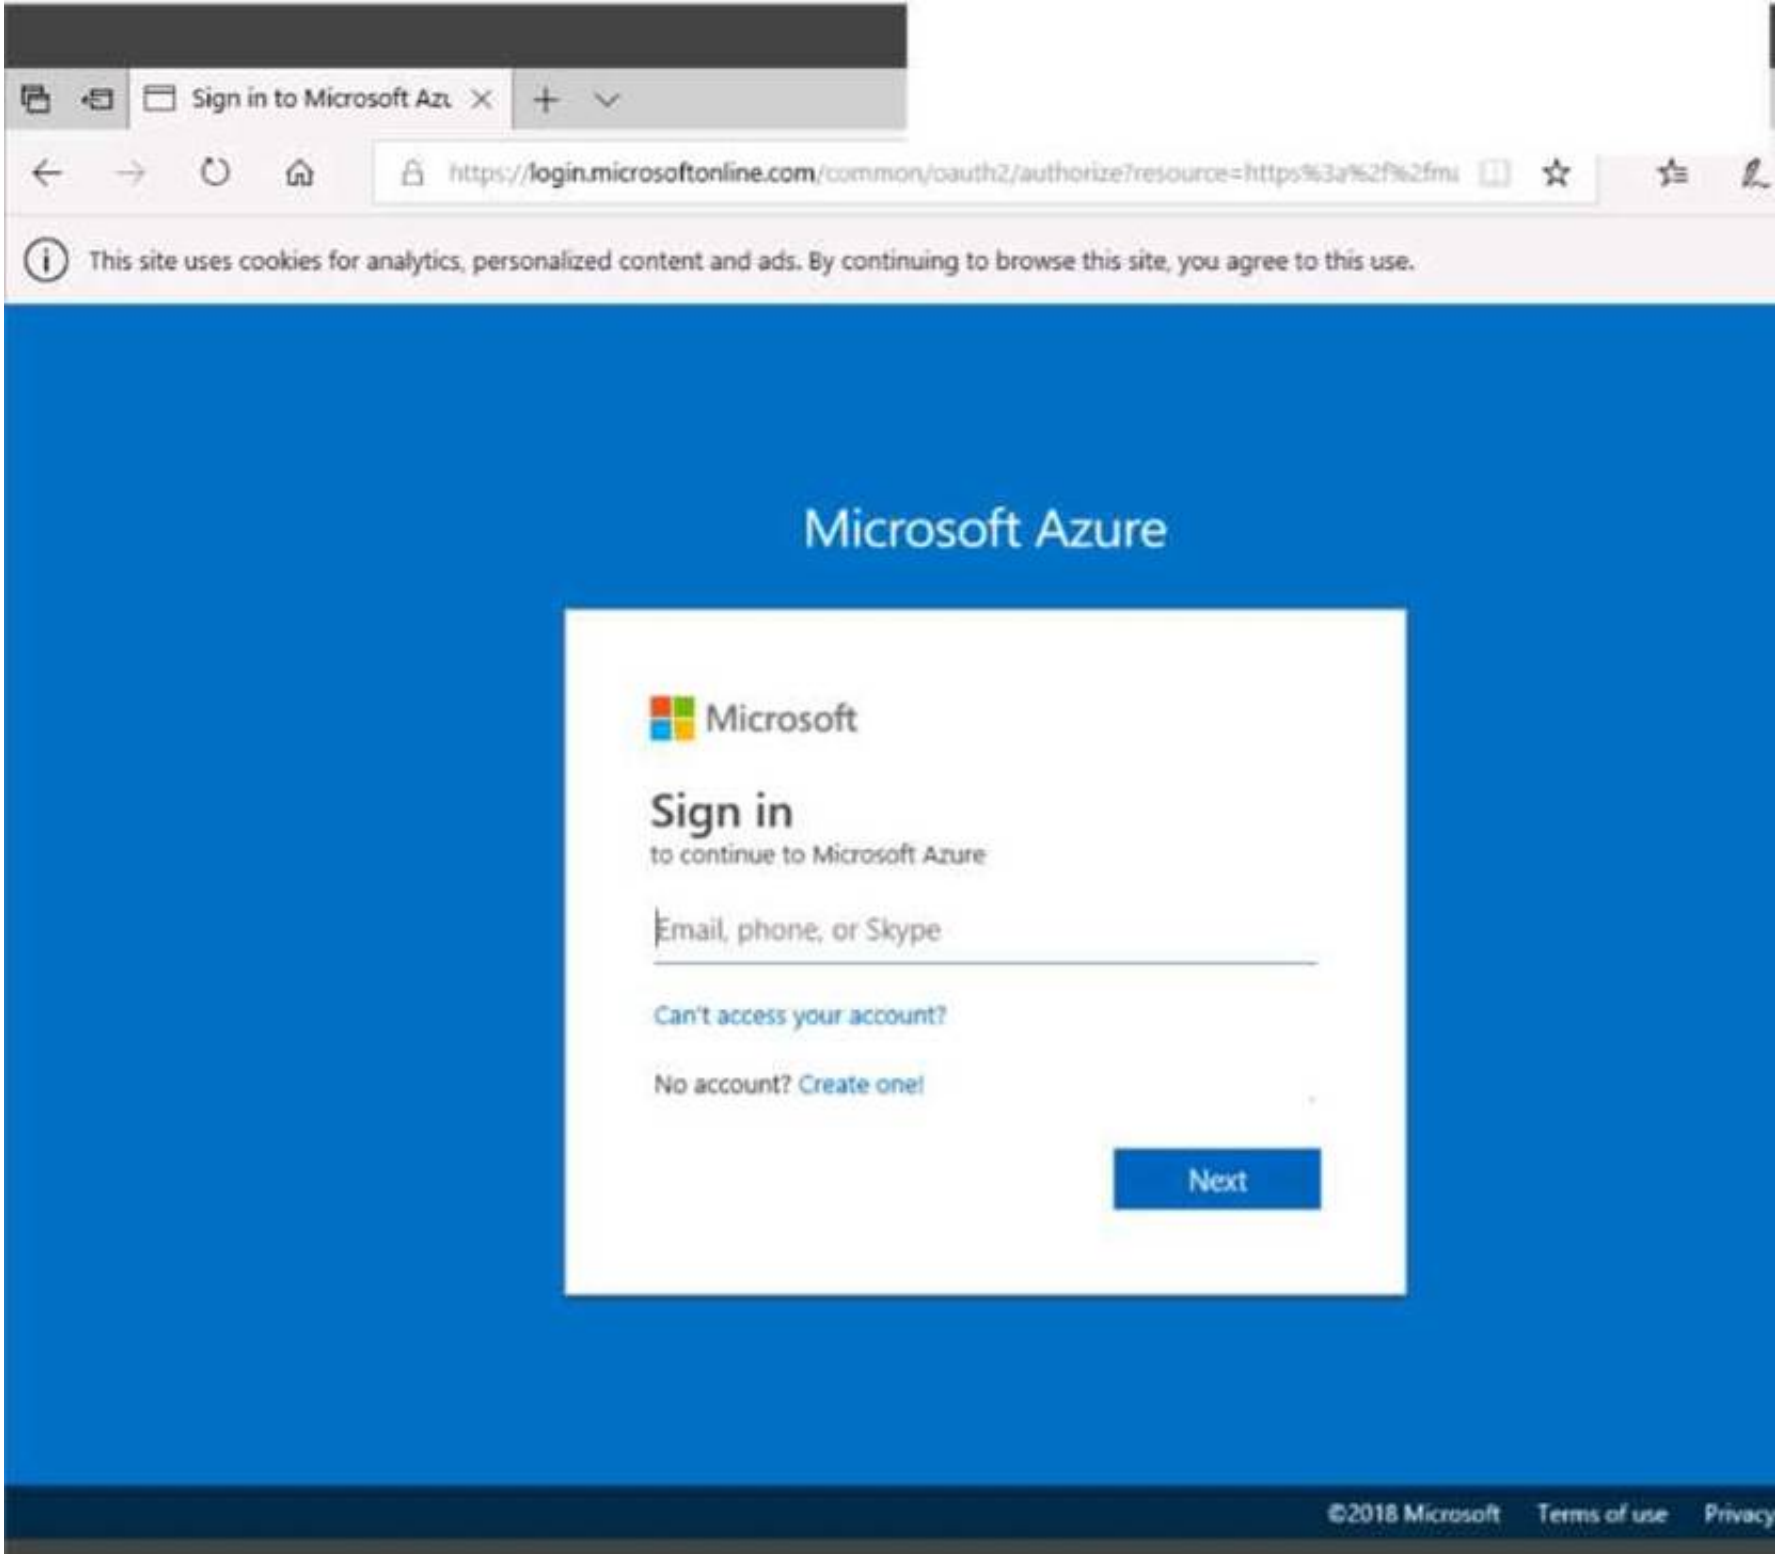 Sign in to Microsoft Azu
https://login.microsoftonline.com/common/oauth2/authorize?resource=https%3a%2f%2fma
This site uses cookies for analytics, personalized content and ads. By continuing to browse this site, you agree to this use.
Microsoft Azure
Microsoft
Sign in
to continue to Microsoft Azure
Email, phone, or Skype
Can't access your account?
No account? Create one!
Next
©2018 Microsoft Terms of use Privacy